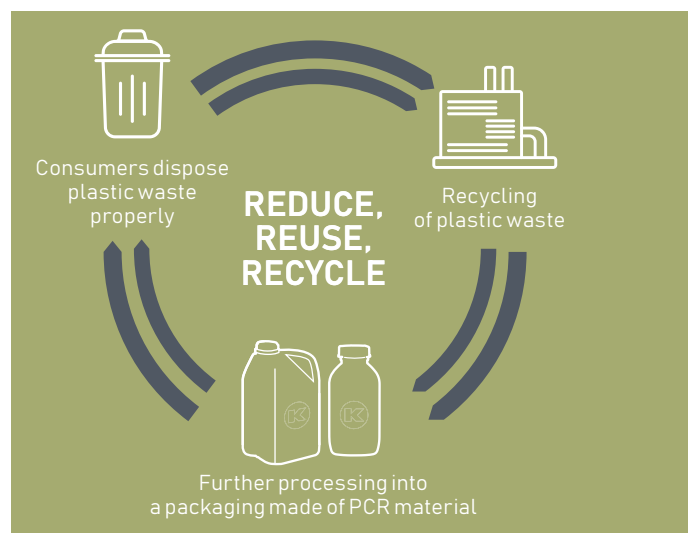 Consumers dispose
plastic waste
properly
REDUCE,
REUSE,
RECYCLE
Recycling
of plastic waste
K
K
Further processing into
a packaging made of PCR material